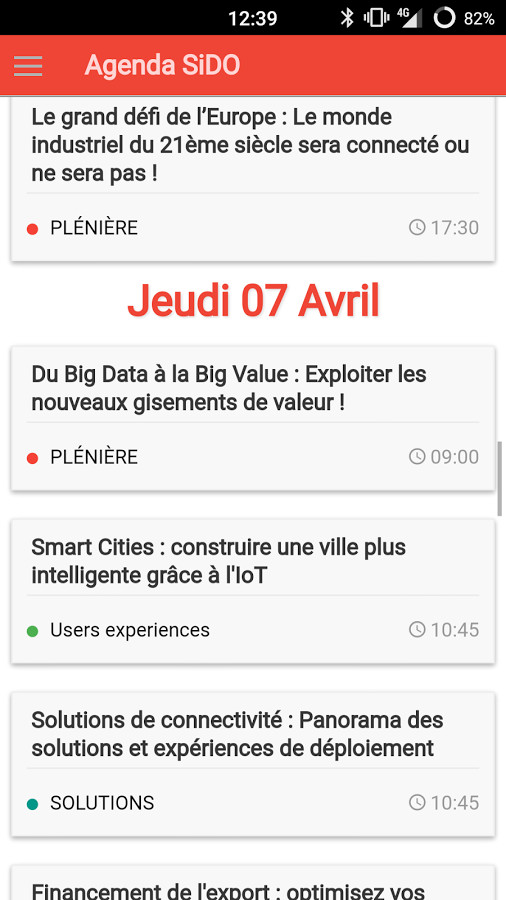 12:39 4G 82%
Agenda SiDO
Le grand défi de l’Europe : Le monde
industriel du 21ème siècle sera connecté ou
ne sera pas !
PLÉNIÈRE 17:30
Jeudi 07 Avril
Du Big Data à la Big Value : Exploiter les
nouveaux gisements de valeur !
PLÉNIÈRE 09:00
Smart Cities : construire une ville plus
intelligente grâce à l'IoT
Users experiences 10:45
Solutions de connectivité : Panorama des
solutions et expériences de déploiement
SOLUTIONS 10:45
Financement de l'export : optimisez vos